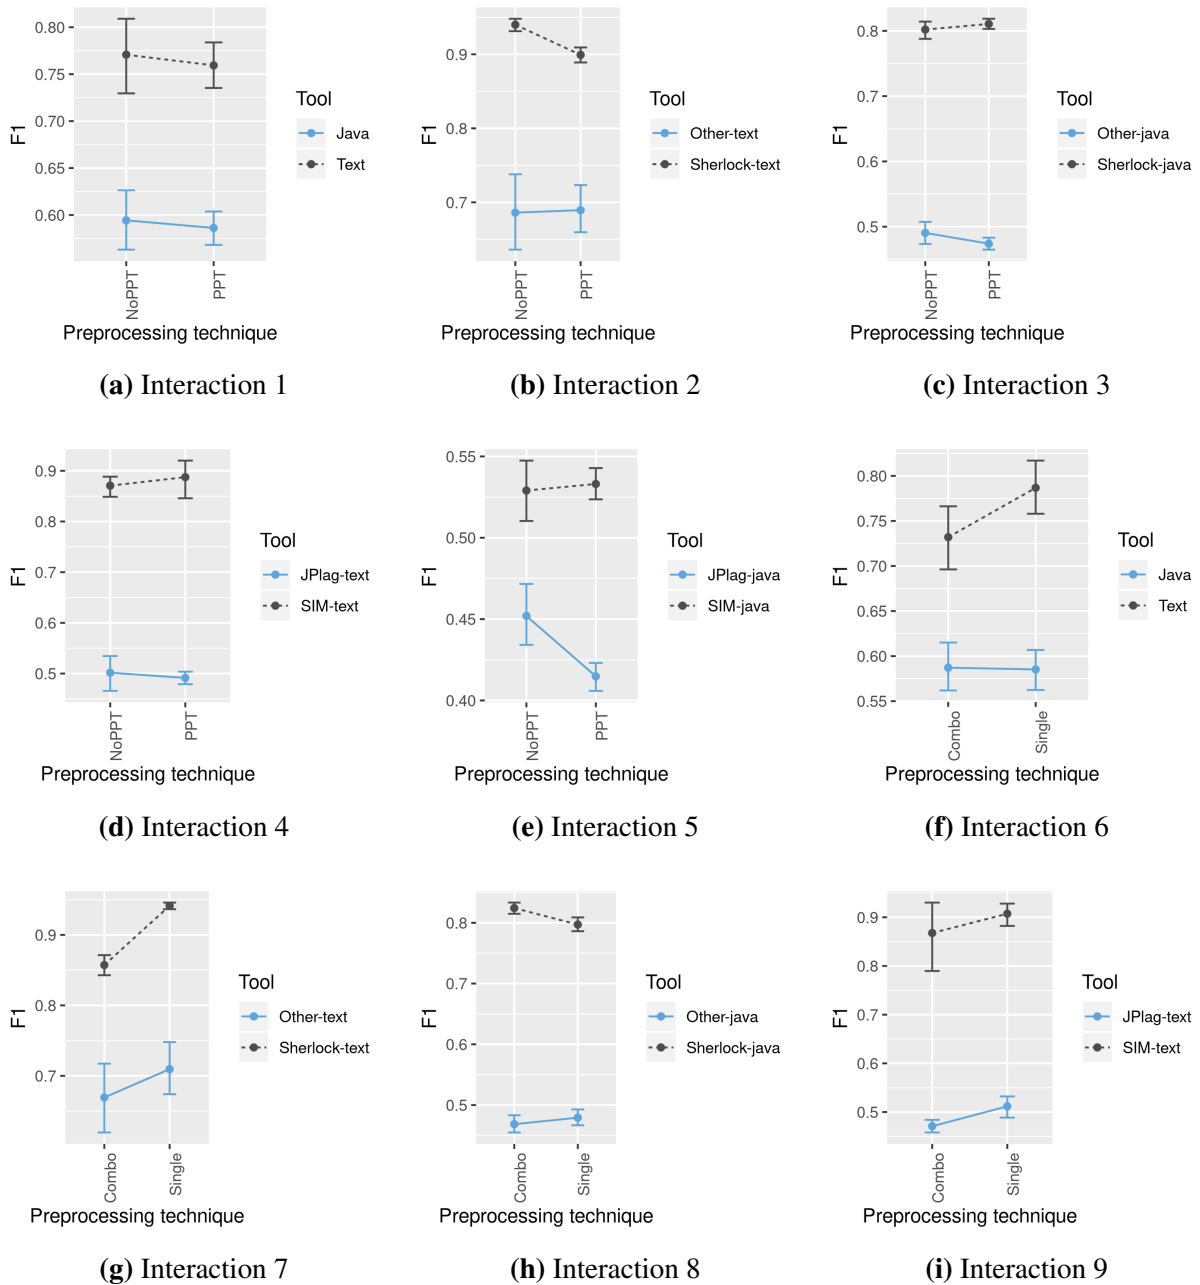 0.80
0.75
0.70
0.65
0.60
F1
NoPPT
PPT
Preprocessing technique
Tool
Java
Text
(a) Interaction 1
0.9
0.8
0.7
F1
NoPPT
PPT
Preprocessing technique
Tool
Other-text
Sherlock-text
(b) Interaction 2
0.8
0.7
0.6
0.5
F1
NoPPT
PPT
Preprocessing technique
Tool
Other-java
Sherlock-java
(c) Interaction 3
0.9
0.8
0.7
0.6
0.5
F1
NoPPT
PPT
Preprocessing technique
Tool
JPlag-text
SIM-text
(d) Interaction 4
0.55
0.50
0.45
0.40
F1
NoPPT
PPT
Preprocessing technique
Tool
JPlag-java
SIM-java
(e) Interaction 5
0.80
0.75
0.70
0.65
0.60
0.55
F1
Combo
Single
Preprocessing technique
Tool
Java
Text
(f) Interaction 6
0.9
0.8
0.7
F1
Combo
Single
Preprocessing technique
Tool
Other-text
Sherlock-text
(g) Interaction 7
0.8
0.7
0.6
0.5
F1
Combo
Single
Preprocessing technique
Tool
Other-java
Sherlock-java
(h) Interaction 8
0.9
0.8
0.7
0.6
0.5
F1
Combo
Single
Preprocessing technique
Tool
JPlag-text
SIM-text
(i) Interaction 9